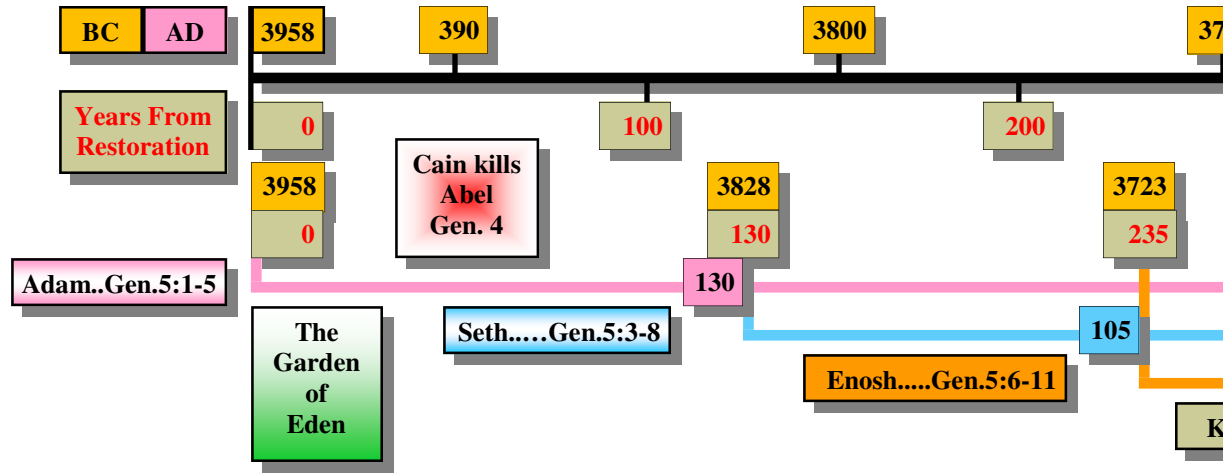 BC AD 3958 390 3800 37
Years From
Restoration
0 100 200
Cain kills
Abel
Gen. 4
3958 3828 3723
0 130 235
Adam..Gen.5:1-5
130
The
Garden
of
Eden
Seth.….Gen.5:3-8
105
Enosh.....Gen.5:6-11
K